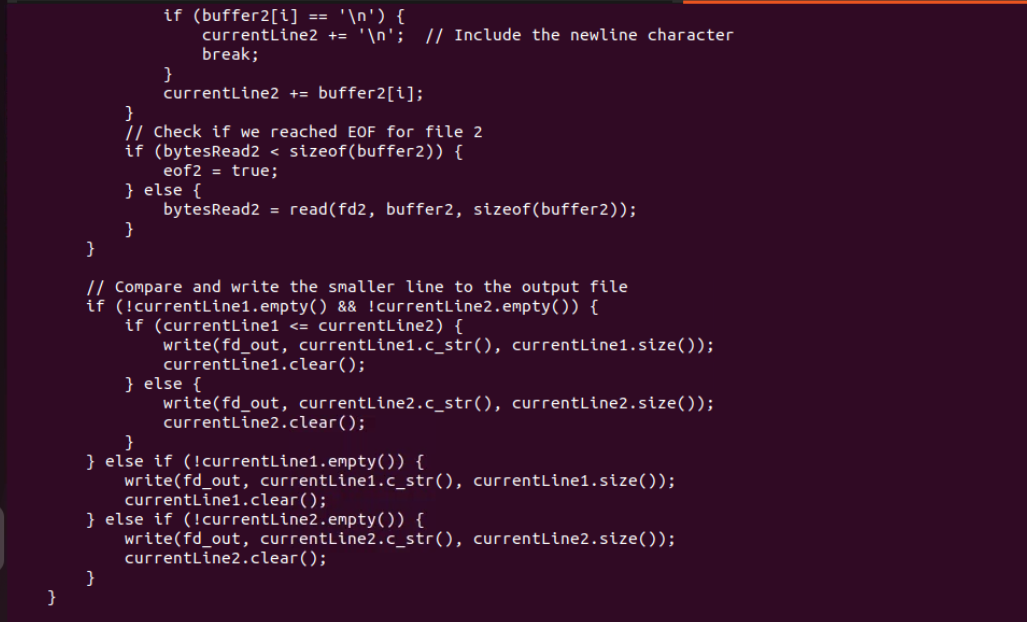 if (buffer2[i] == '\n') {
currentLine2 += '\n';  // Include the newline character
break;
}
currentLine2 += buffer2[i];
}
// Check if we reached EOF for file 2
if (bytesRead2 < sizeof(buffer2)) {
eof2 = true;
} else {
bytesRead2 = read(fd2, buffer2, sizeof(buffer2));
}
}
// Compare and write the smaller line to the output file
if (!currentLine1.empty() && !currentLine2.empty()) {
if (currentLine1 <= currentLine2) {
write(fd_out, currentLine1.c_str(), currentLine1.size());
currentLine1.clear();
} else {
write(fd_out, currentLine2.c_str(), currentLine2.size());
currentLine2.clear();
}
} else if (!currentLine1.empty()) {
write(fd_out, currentLine1.c_str(), currentLine1.size());
currentLine1.clear();
} else if (!currentLine2.empty()) {
write(fd_out, currentLine2.c_str(), currentLine2.size());
currentLine2.clear();
}
}